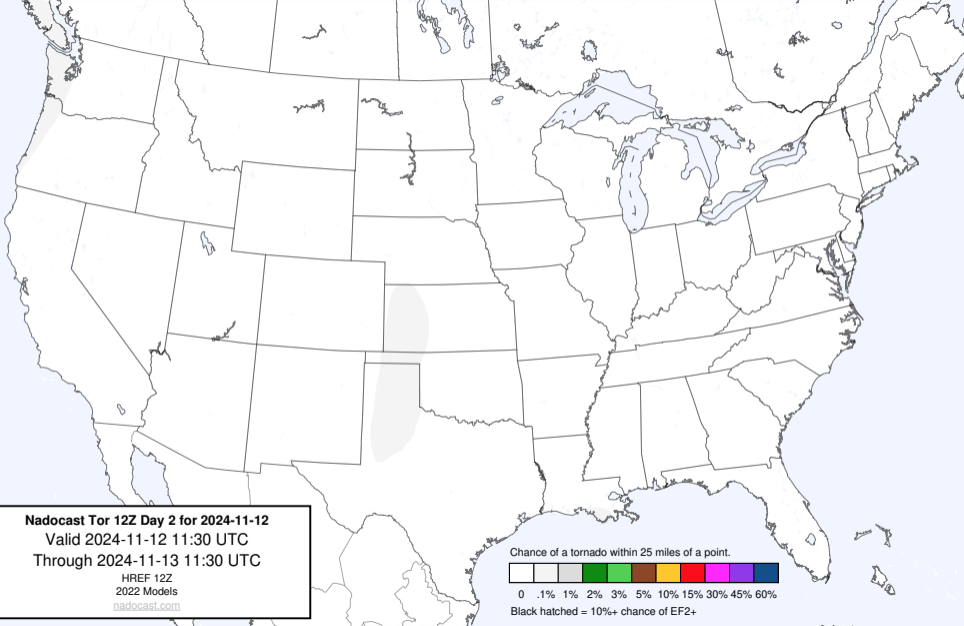 Nadocast Tor 12Z Day 2 for 2024-11-12
Valid 2024-11-12 11:30 UTC
Through 2024-11-13 11:30 UTC
HREF 12Z
2022 Models
nadocast.com
Chance of a tornado within 25 miles of a point.
0 .1% 1% 2% 3% 5% 10% 15% 30% 45% 60%
Black hatched = 10%+ chance of EF2+